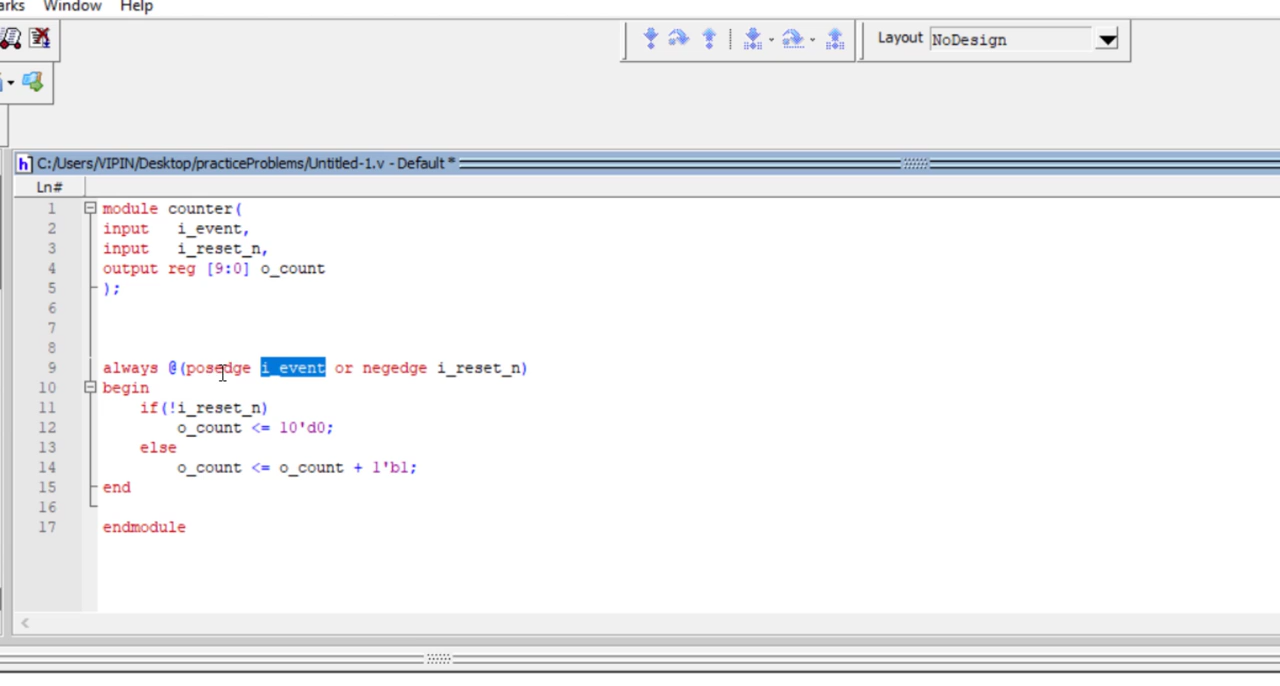 arks Window Help
Layout NoDesign
C:/Users/VIPIN/Desktop/practiceProblems/Untitled-1.v - Default *
Ln#
1 module counter(
2 input i_event,
3 input i_reset_n,
4 output reg [9:0] o_count
5 );
6
7
8
9 always @(posedge i_event or negedge i_reset_n)
10 begin
11 if(!i_reset_n)
12 o_count <= 10'd0;
13 else
14 o_count <= o_count + 1'b1;
15 end
16
17 endmodule